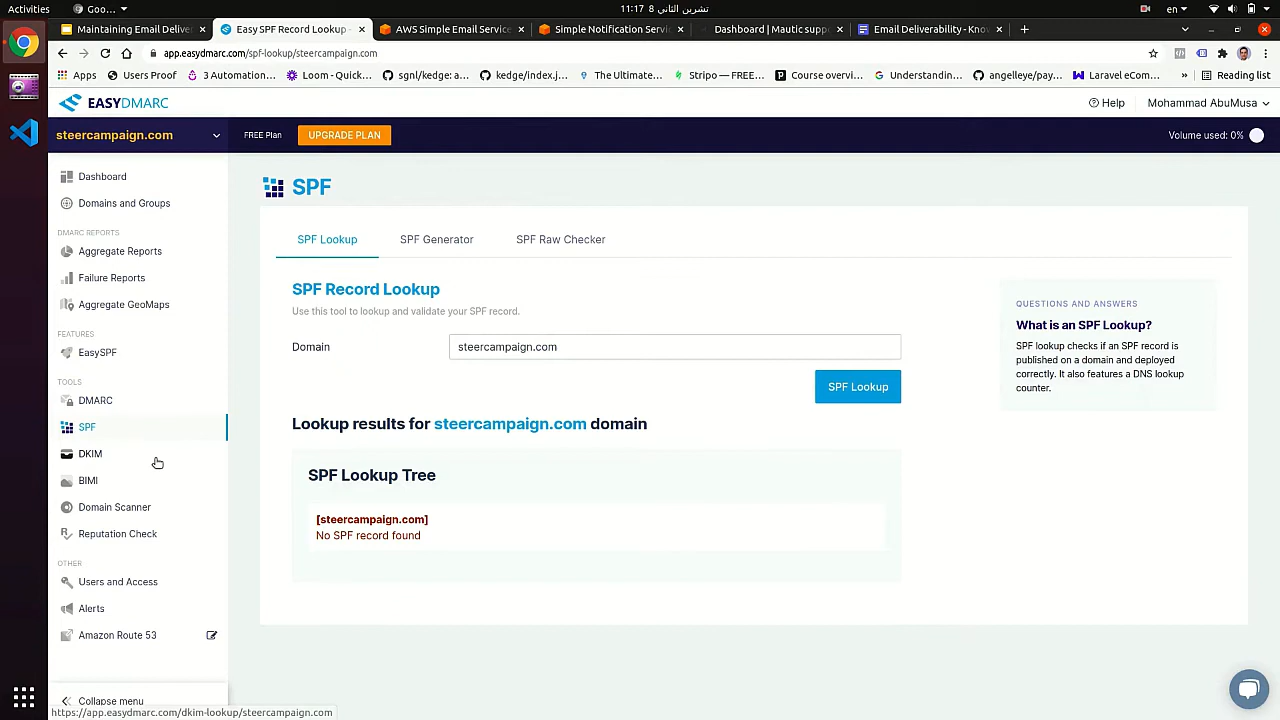 Activities
Goo...
تشرين الثاني 8 11:17
en
Maintaining Email Deliver
Easy SPF Record Lookup -
AWS Simple Email Service
Simple Notification Servic
Dashboard | Mautic supp
Email Deliverability - Know
app.easydmarc.com/spf-lookup/steercampaign.com
Apps
Users Proof
3 Automation...
Loom - Quick...
sgnl/kedge: a...
kedge/index.j...
The Ultimate...
Stripo — FREE...
Course overvi...
Understanding...
angelleye/pay...
Laravel eCom...
»
Reading list
EASYDMARC
Help
Mohammad AbuMusa
steercampaign.com
FREE Plan
UPGRADE PLAN
Volume used: 0%
Dashboard
Domains and Groups
DMARC REPORTS
Aggregate Reports
Failure Reports
Aggregate GeoMaps
FEATURES
EasySPF
TOOLS
DMARC
SPF
DKIM
BIMI
Domain Scanner
Reputation Check
OTHER
Users and Access
Alerts
Amazon Route 53
Collapse menu
https://app.easydmarc.com/dkim-lookup/steercampaign.com
SPF
SPF Lookup
SPF Generator
SPF Raw Checker
SPF Record Lookup
Use this tool to lookup and validate your SPF record.
Domain
steercampaign.com
SPF Lookup
Lookup results for steercampaign.com domain
SPF Lookup Tree
[steercampaign.com]
No SPF record found
QUESTIONS AND ANSWERS
What is an SPF Lookup?
SPF lookup checks if an SPF record is
published on a domain and deployed
correctly. It also features a DNS lookup
counter.